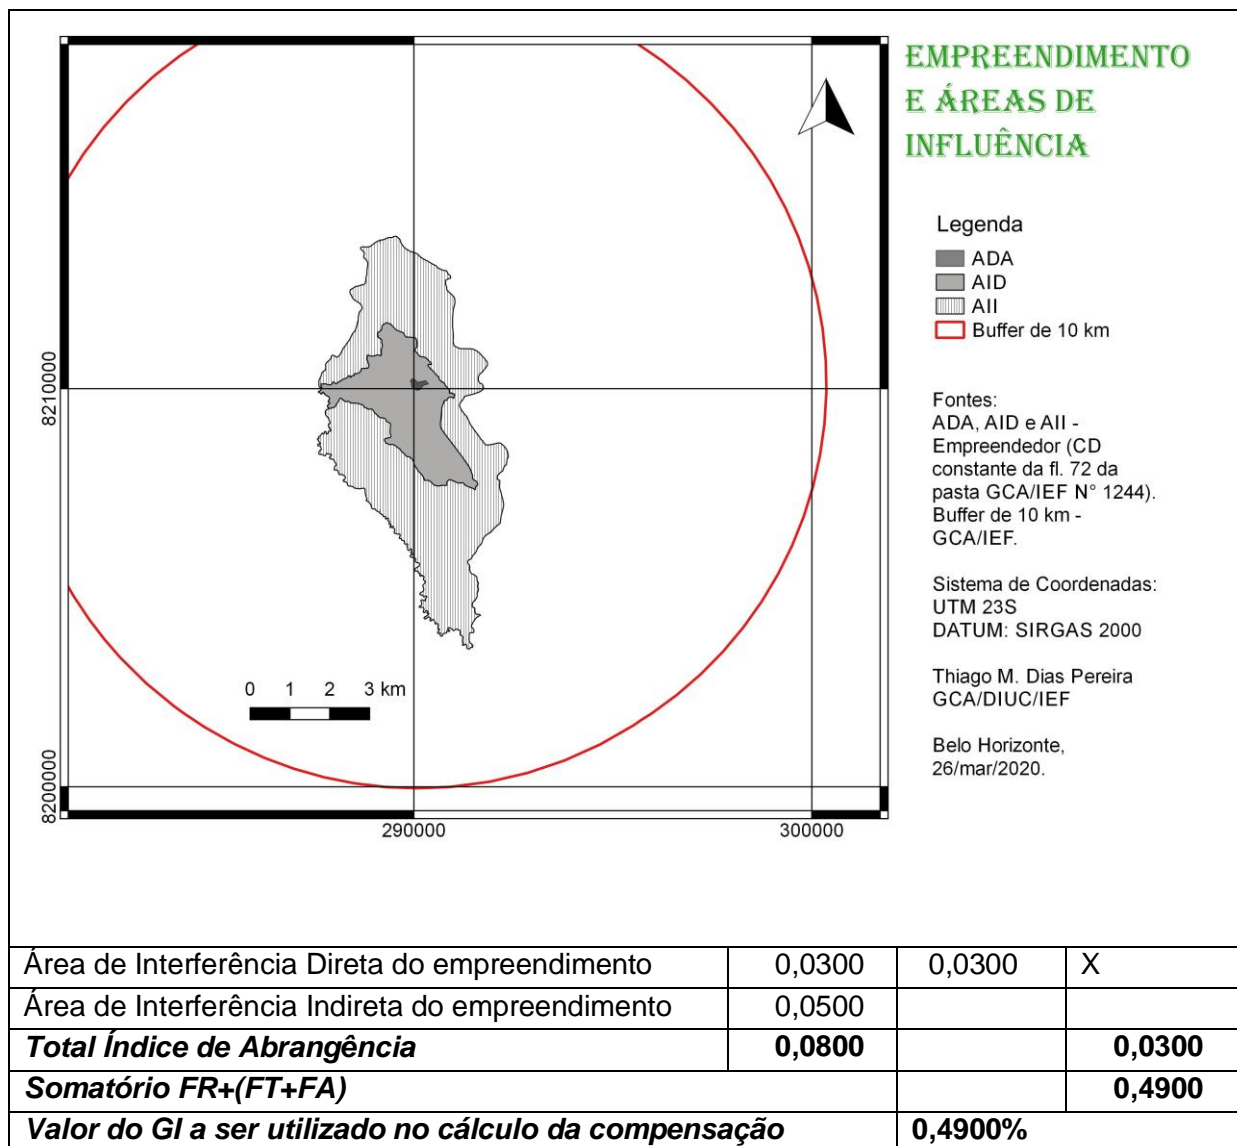 EMPREENDIMENTO
E ÁREAS DE
INFLUÊNCIA
Legenda
ADA
AID
AII
Buffer de 10 km
8210000
8200000
290000
300000
0 1 2 3 km
Fontes:
ADA, AID e AII -
Empreendedor (CD
constante da fl. 72 da
pasta GCA/IEF N° 1244).
Buffer de 10 km -
GCA/IEF.
Sistema de Coordenadas:
UTM 23S
DATUM: SIRGAS 2000
Thiago M. Dias Pereira
GCA/DIUC/IEF
Belo Horizonte,
26/mar/2020.
Área de Interferência Direta do empreendimento 0,0300 0,0300 X
Área de Interferência Indireta do empreendimento 0,0500
Total Índice de Abrangência 0,0800 0,0300
Somatório FR+(FT+FA) 0,4900
Valor do GI a ser utilizado no cálculo da compensação 0,4900%